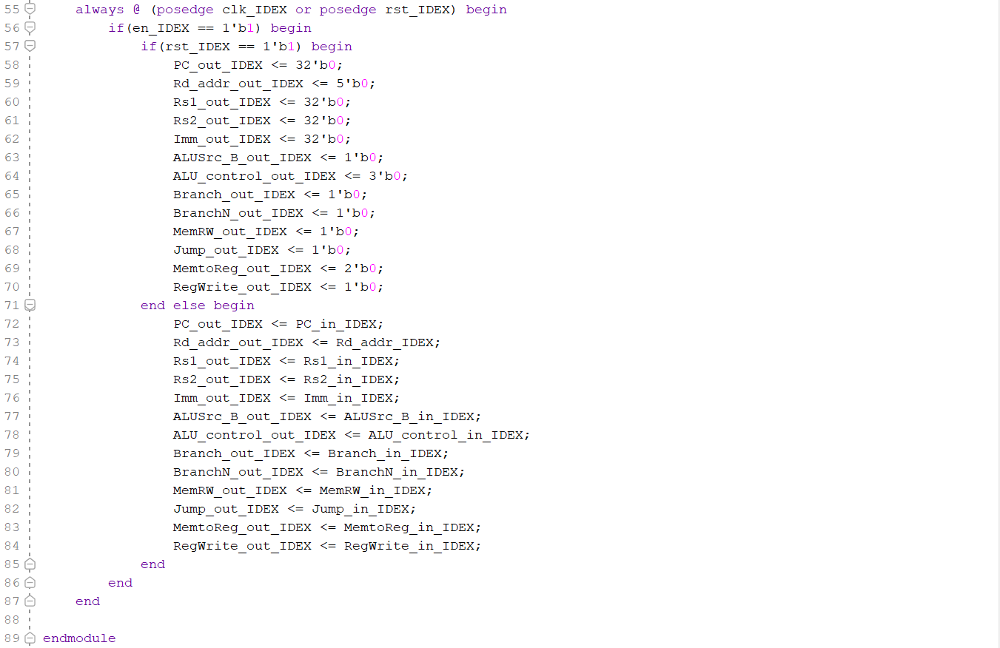 55 always @ (posedge clk_IDEX or posedge rst_IDEX) begin
56 if(en_IDEX == 1'b1) begin
57 if(rst_IDEX == 1'b1) begin
58 PC_out_IDEX <= 32'b0;
59 Rd_addr_out_IDEX <= 5'b0;
60 Rs1_out_IDEX <= 32'b0;
61 Rs2_out_IDEX <= 32'b0;
62 Imm_out_IDEX <= 32'b0;
63 ALUSrc_B_out_IDEX <= 1'b0;
64 ALU_control_out_IDEX <= 3'b0;
65 Branch_out_IDEX <= 1'b0;
66 BranchN_out_IDEX <= 1'b0;
67 MemRW_out_IDEX <= 1'b0;
68 Jump_out_IDEX <= 1'b0;
69 MemtoReg_out_IDEX <= 2'b0;
70 RegWrite_out_IDEX <= 1'b0;
71 end else begin
72 PC_out_IDEX <= PC_in_IDEX;
73 Rd_addr_out_IDEX <= Rd_addr_IDEX;
74 Rs1_out_IDEX <= Rs1_in_IDEX;
75 Rs2_out_IDEX <= Rs2_in_IDEX;
76 Imm_out_IDEX <= Imm_in_IDEX;
77 ALUSrc_B_out_IDEX <= ALUSrc_B_in_IDEX;
78 ALU_control_out_IDEX <= ALU_control_in_IDEX;
79 Branch_out_IDEX <= Branch_in_IDEX;
80 BranchN_out_IDEX <= BranchN_in_IDEX;
81 MemRW_out_IDEX <= MemRW_in_IDEX;
82 Jump_out_IDEX <= Jump_in_IDEX;
83 MemtoReg_out_IDEX <= MemtoReg_in_IDEX;
84 RegWrite_out_IDEX <= RegWrite_in_IDEX;
85 end
86 end
87 end
88
89 endmodule